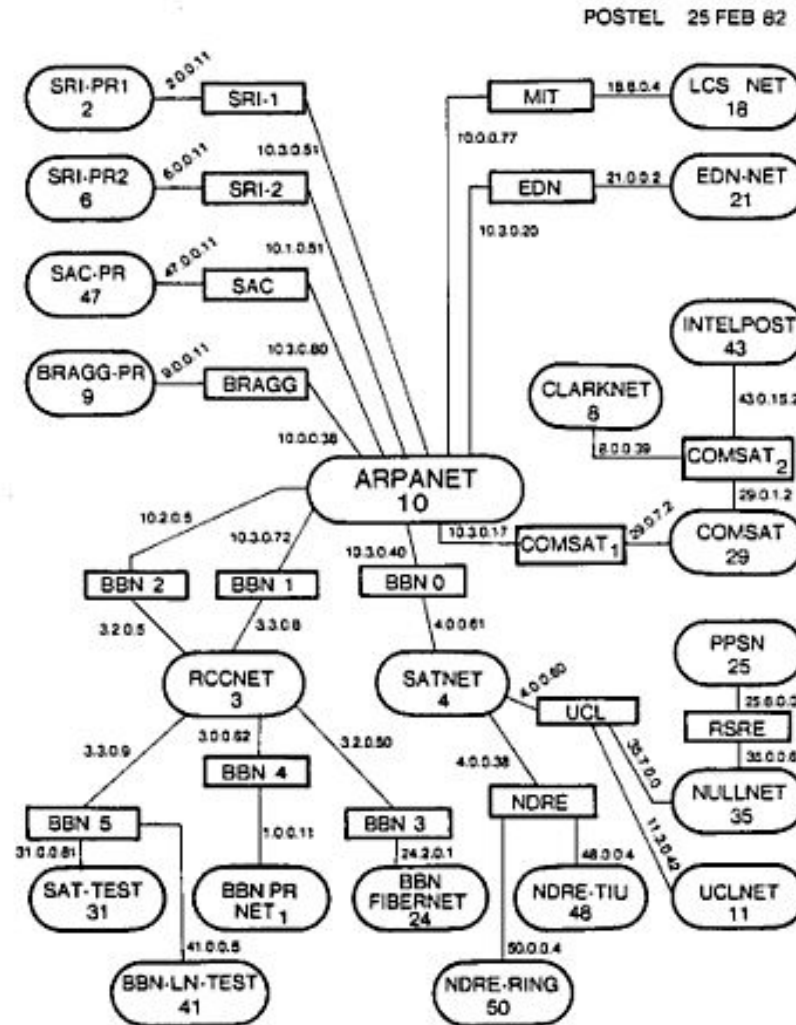 POSTEL 25 FEB 82
SRI-PR1
2
2.0.0.11
SRI-1
10.3.0.51
MIT
18.8.0.4
LCS NET
18
10.0.0.77
SRI-PR2
6
6.0.0.11
SRI-2
10.1.0.51
EDN
21.0.0.2
EDN-NET
21
10.3.0.20
SAC-PR
47
47.0.0.11
SAC
10.3.0.80
INTELPOST
43
BRAGG-PR
9
9.0.0.11
BRAGG
10.0.0.38
CLARKNET
8
8.0.0.39
COMSAT2
29.0.1.2
ARPANET
10
10.2.0.5
10.3.0.72
10.3.0.40
10.3.0.17
COMSAT1
29.0.7.2
COMSAT
29
BBN 2
BBN 1
BBN 0
3.2.0.5
3.3.0.8
4.0.0.61
PPSN
25
RCCNET
3
SATNET
4
4.0.0.60
UCL
RSRE
3.3.0.9
3.0.0.62
3.2.0.50
4.0.0.38
35.7.0.0
BBN 4
NDRE
NULLNET
35
BBN 5
1.0.0.11
BBN 3
11.3.0.42
31.0.0.81
24.2.0.1
SAT-TEST
31
BBN PR
NET1
BBN
FIBERNET
24
NDRE-TIU
48
UCLNET
11
41.0.0.5
50.0.0.4
BBN-LN-TEST
41
NDRE-RING
50